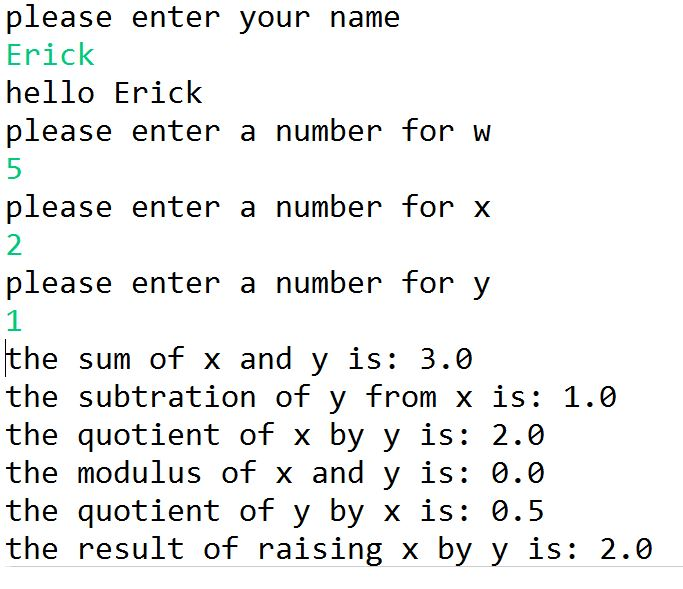 please enter your name
Erick
hello Erick
please enter a number for w
5
please enter a number for x
2
please enter a number for y
1
the sum of x and y is: 3.0
the subtration of y from x is: 1.0
the quotient of x by y is: 2.0
the modulus of x and y is: 0.0
the quotient of y by x is: 0.5
the result of raising x by y is: 2.0